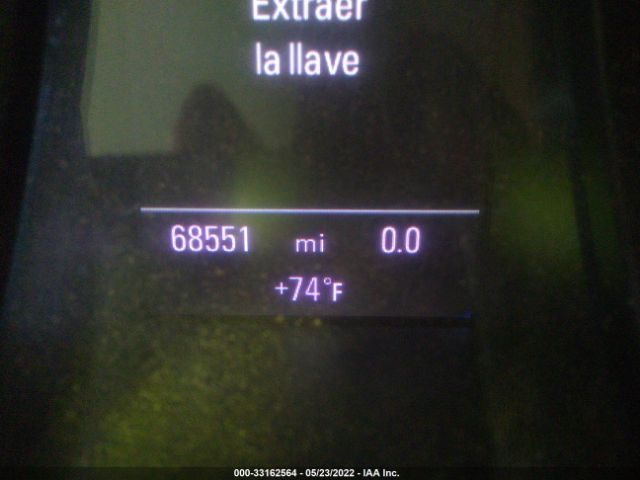 Extraer
la llave
68551 mi 0.0
+74°F
000-33162564 - 05/23/2022 - IAA Inc.